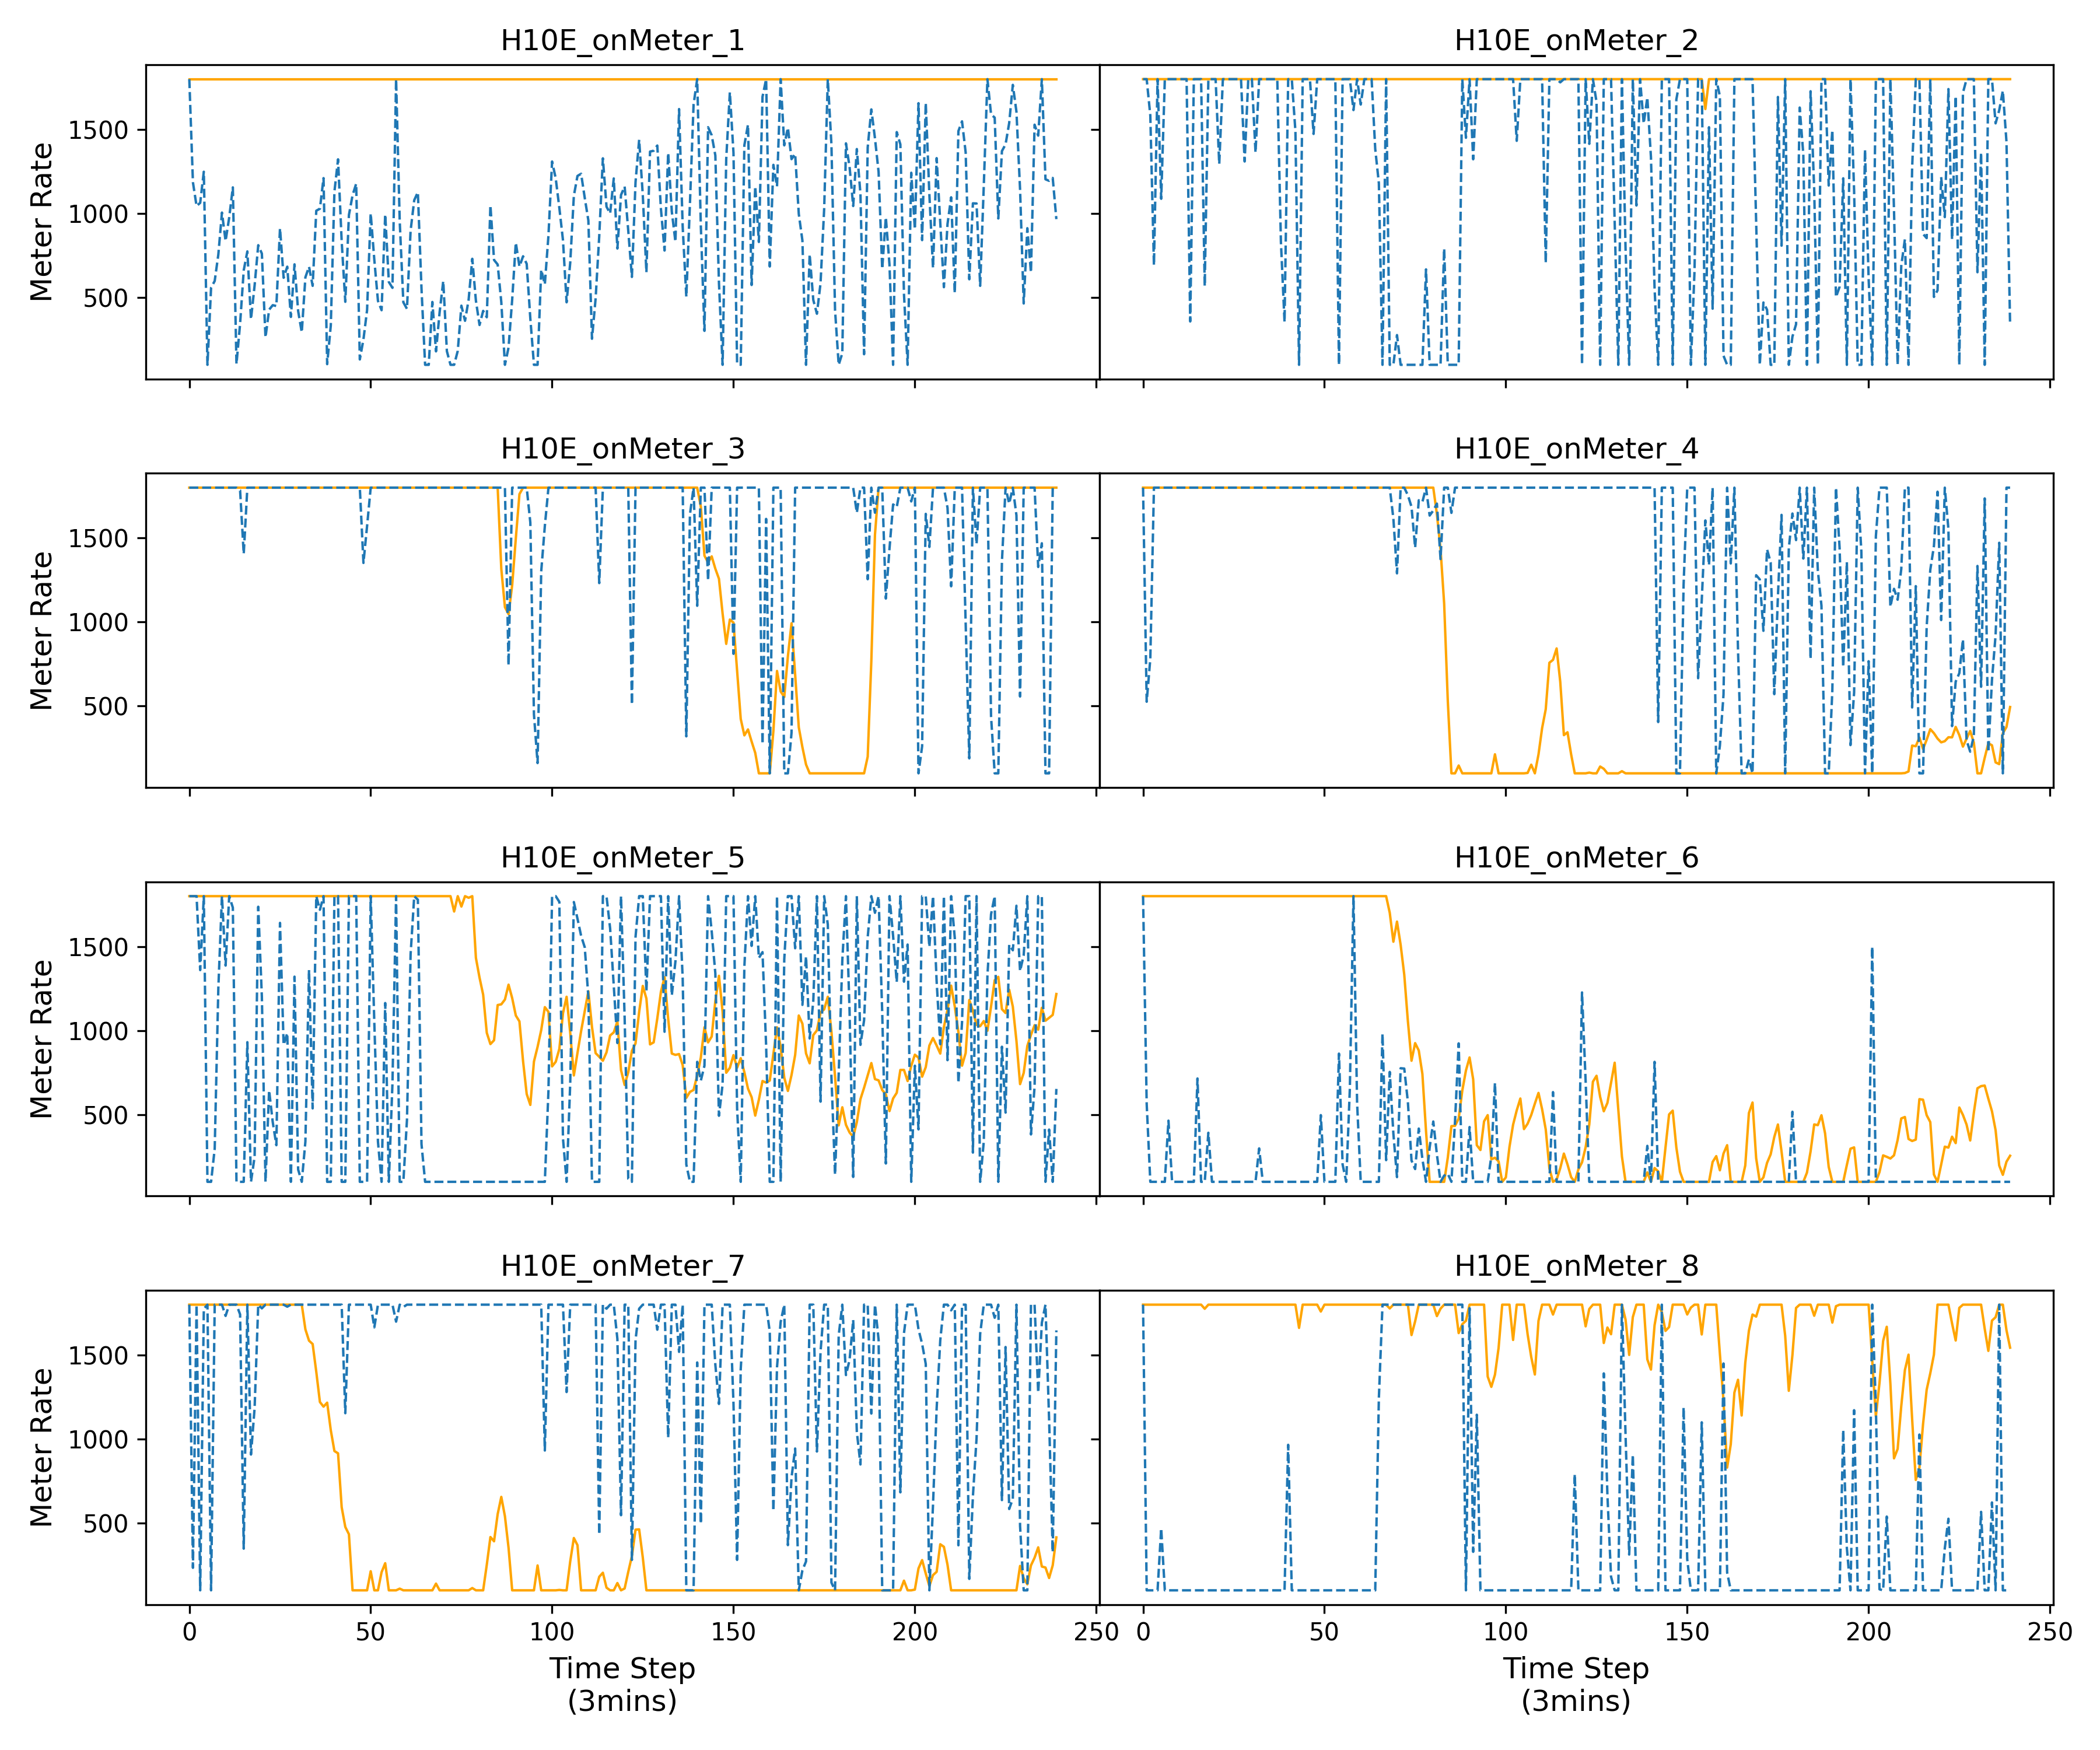 H10E_onMeter_1
H10E_onMeter_2
Meter Rate
1500
1000
500
H10E_onMeter_3
H10E_onMeter_4
Meter Rate
1500
1000
500
H10E_onMeter_5
H10E_onMeter_6
Meter Rate
1500
1000
500
H10E_onMeter_7
H10E_onMeter_8
Meter Rate
1500
1000
500
0 50 100 150 200 250
0 50 100 150 200 250
Time Step
(3mins)
Time Step
(3mins)